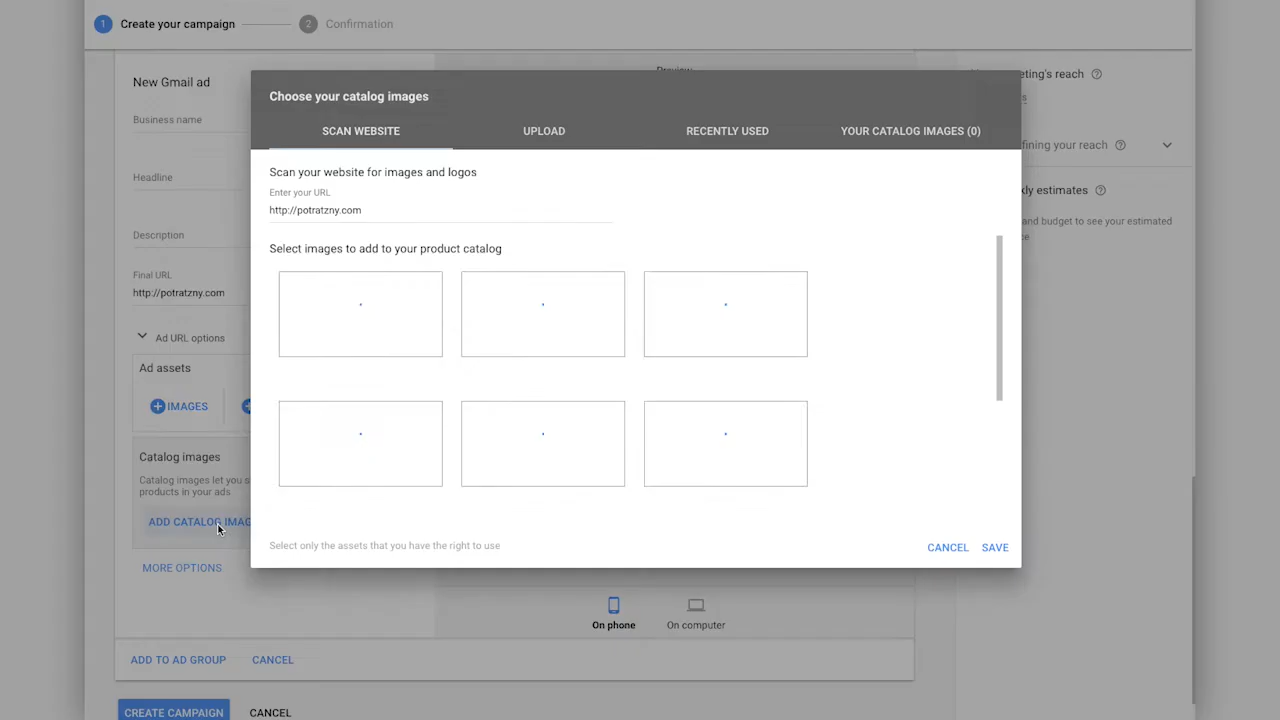 1 Create your campaign 2 Confirmation
New Gmail ad
Business name
Headline
Description
Final URL
http://potratzny.com
Ad URL options
Ad assets
IMAGES
Catalog images
Catalog images let you s
products in your ads
ADD CATALOG IMAG
MORE OPTIONS
ADD TO AD GROUP CANCEL
CREATE CAMPAIGN CANCEL
Choose your catalog images
SCAN WEBSITE UPLOAD RECENTLY USED YOUR CATALOG IMAGES (0)
Scan your website for images and logos
Enter your URL
http://potratzny.com
Select images to add to your product catalog
Select only the assets that you have the right to use
CANCEL SAVE
On phone On computer
eting's reach
fining your reach
kly estimates
and budget to see your estimated